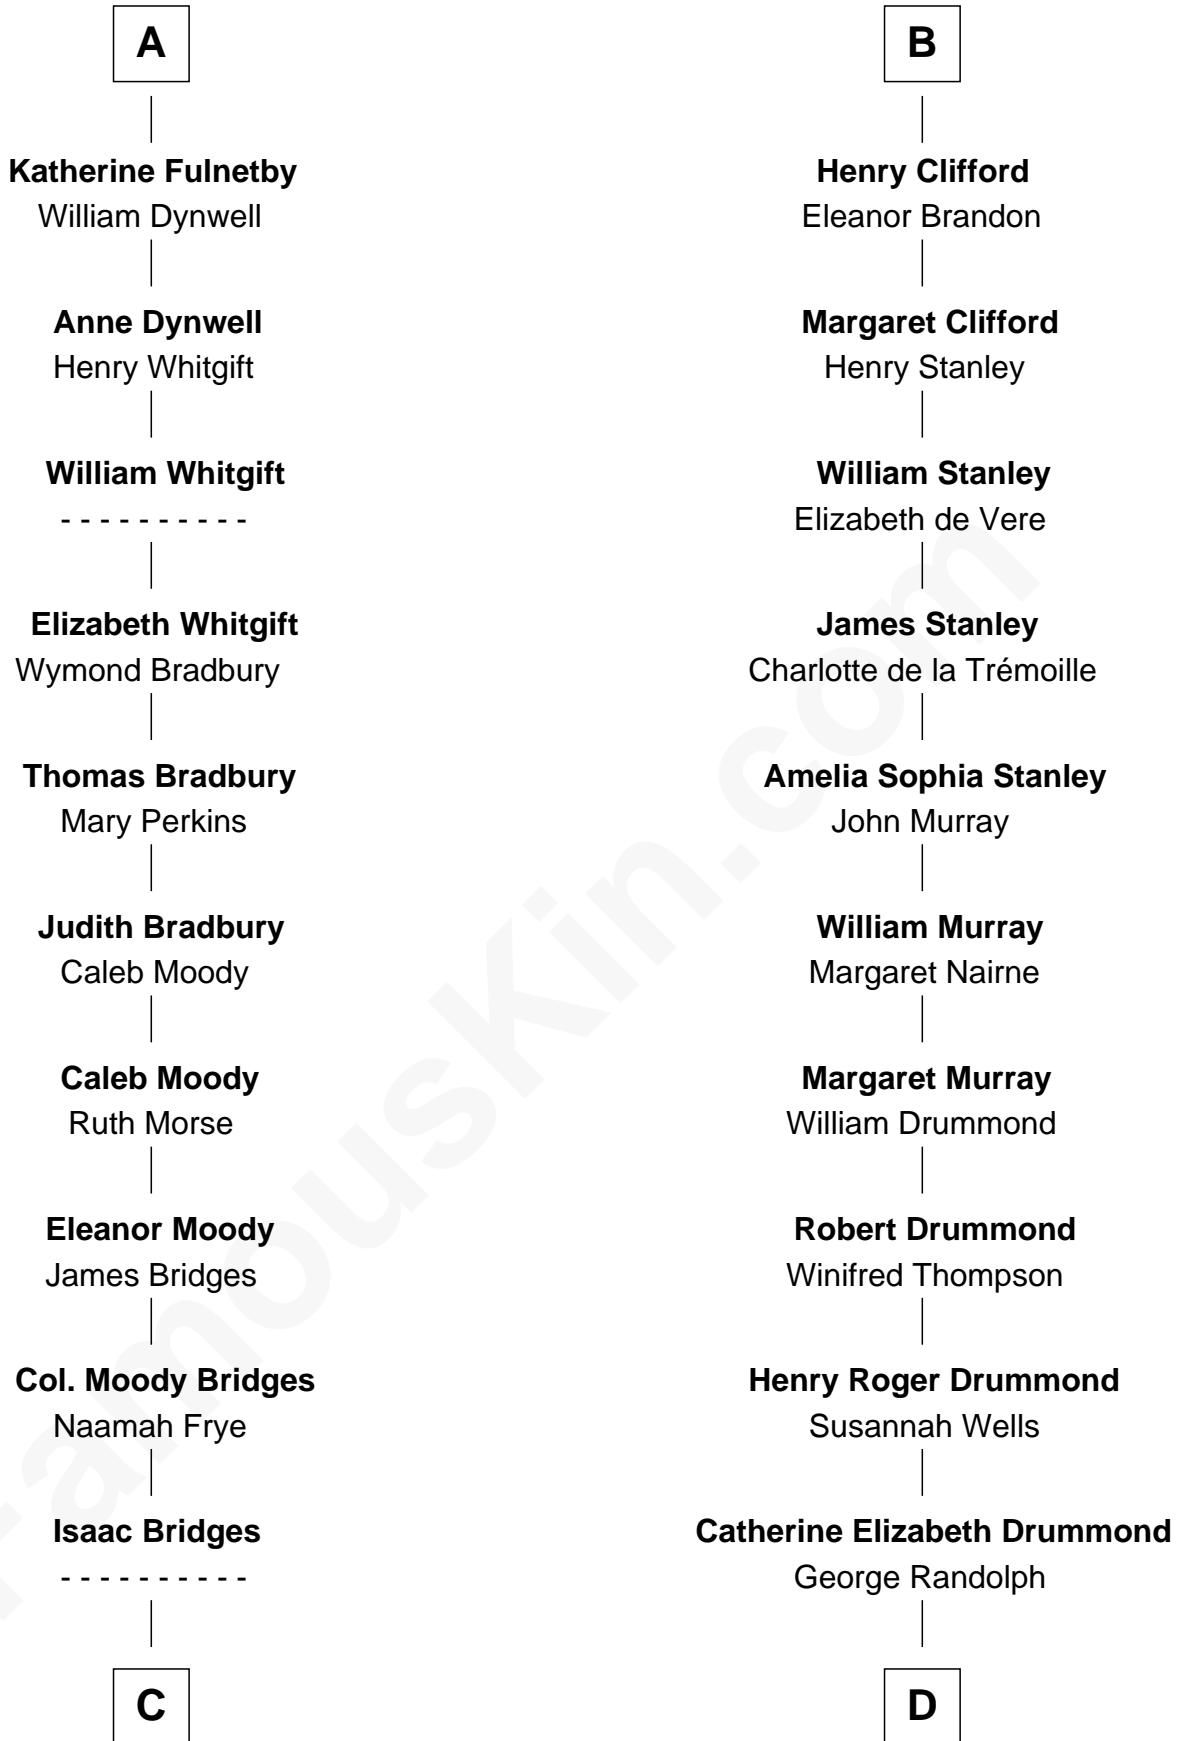 A
Katherine Fulnetby
William Dynwell
Anne Dynwell
Henry Whitgift
William Whitgift
- - - - - - - - - -
Elizabeth Whitgift
Wymond Bradbury
Thomas Bradbury
Mary Perkins
Judith Bradbury
Caleb Moody
Caleb Moody
Ruth Morse
Eleanor Moody
James Bridges
Col. Moody Bridges
Naamah Frye
Isaac Bridges
- - - - - - - - - -
C
B
Henry Clifford
Eleanor Brandon
Margaret Clifford
Henry Stanley
William Stanley
Elizabeth de Vere
James Stanley
Charlotte de la Trémoille
Amelia Sophia Stanley
John Murray
William Murray
Margaret Nairne
Margaret Murray
William Drummond
Robert Drummond
Winifred Thompson
Henry Roger Drummond
Susannah Wells
Catherine Elizabeth Drummond
George Randolph
D
FamousKin.com